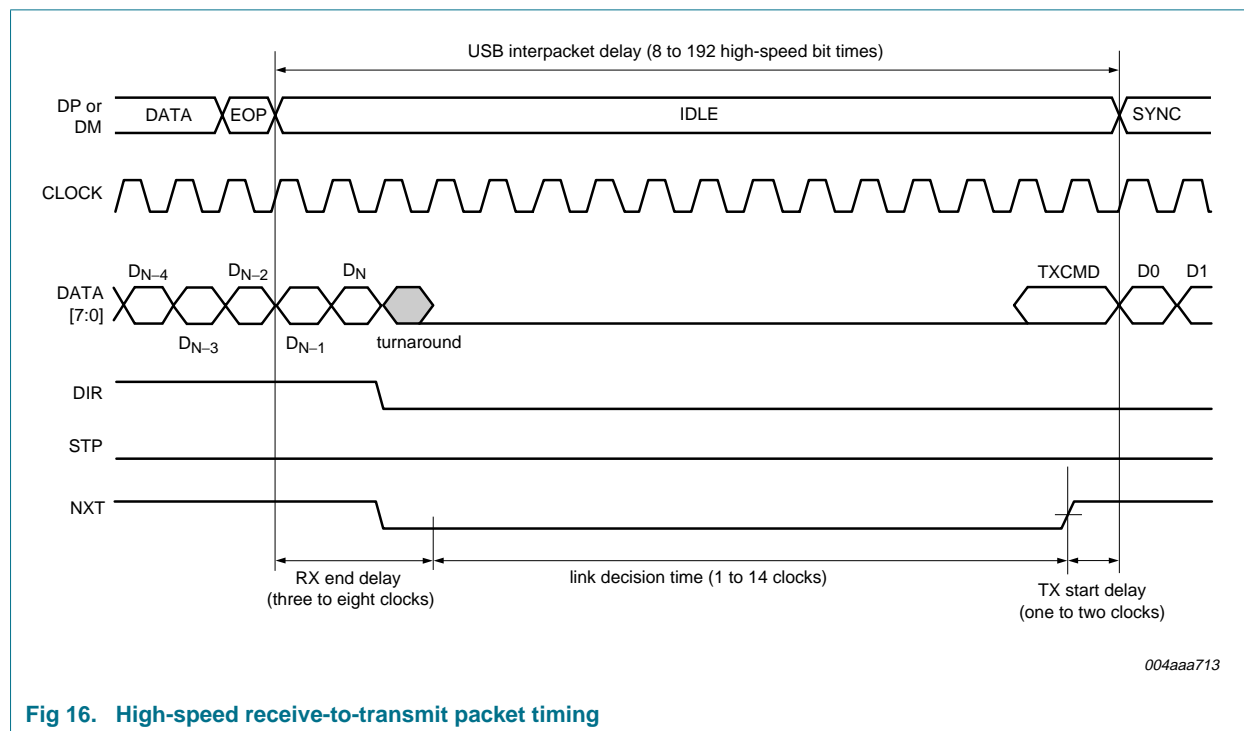 USB interpacket delay (8 to 192 high-speed bit times)
DP or
DM
DATA
EOP
IDLE
SYNC
CLOCK
DATA
[7:0]
DN–4
DN–3
DN–2
DN–1
DN
turnaround
TXCMD
D0
D1
DIR
STP
NXT
RX end delay
(three to eight clocks)
link decision time (1 to 14 clocks)
TX start delay
(one to two clocks)
004aaa713
Fig 16. High-speed receive-to-transmit packet timing